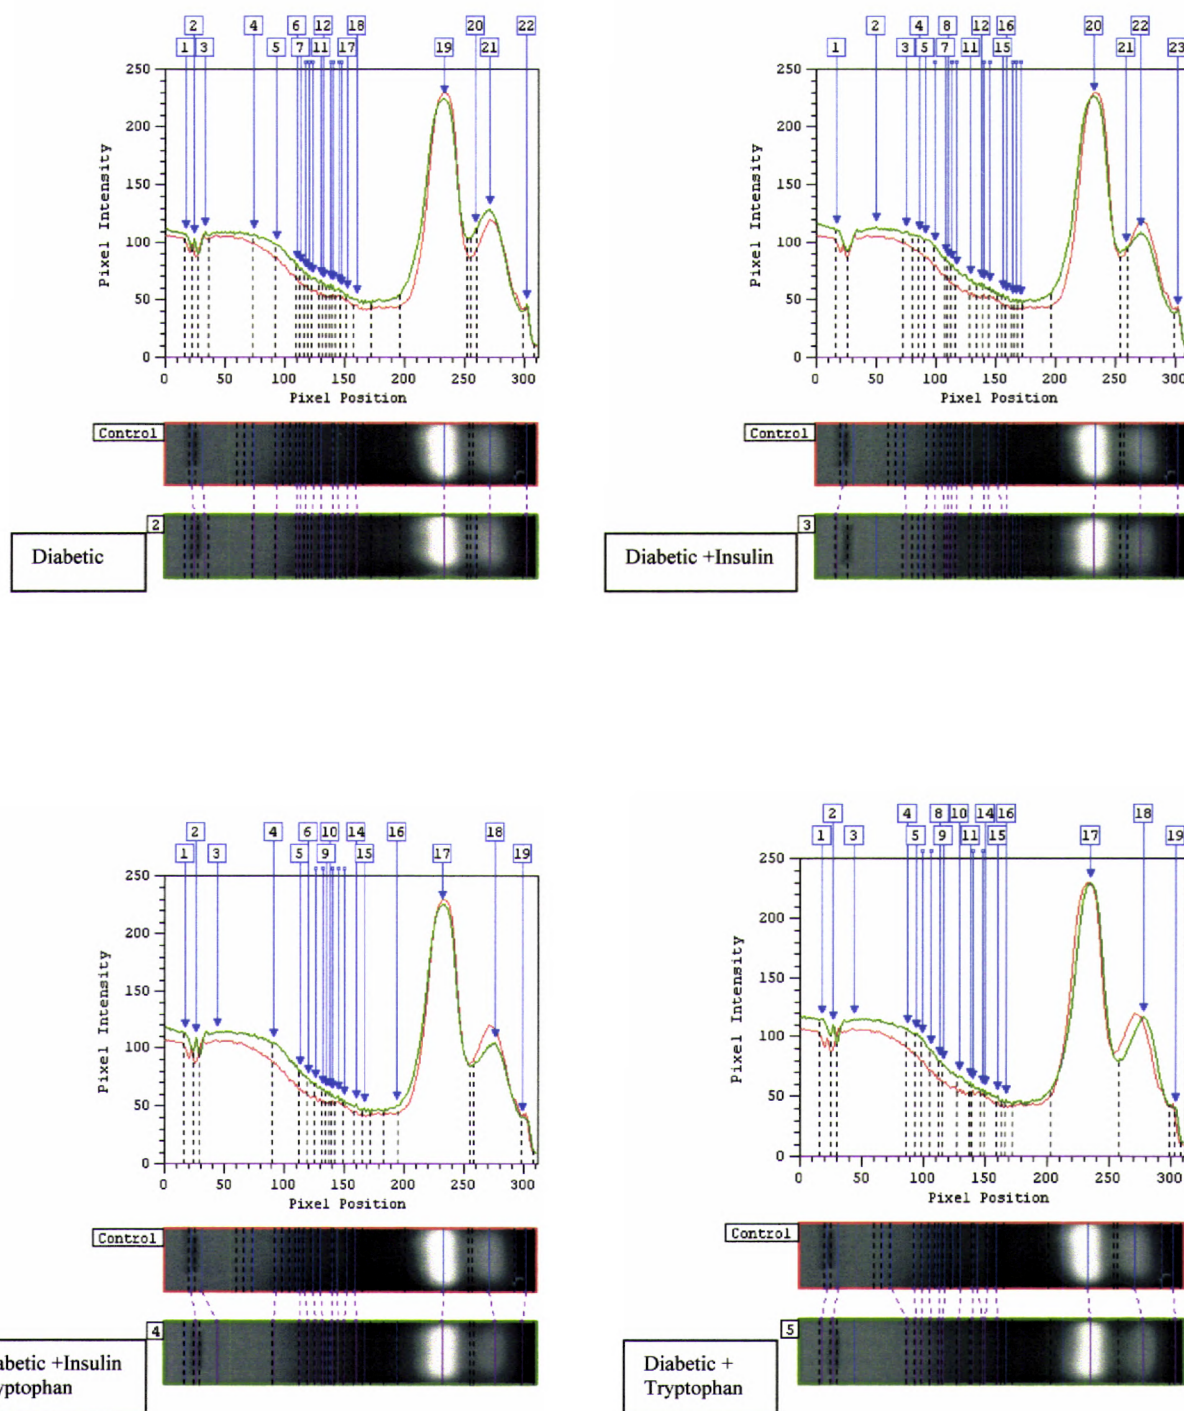 2 4 6 12 18 20 22
1 3 5 7 11 17 19 21
250
200
150
100
50
0
Pixel Intensity
0 50 100 150 200 250 300
Pixel Position
Control
2
Diabetic
2 4 8 12 16 20 22
1 3 5 7 11 15 21 23
250
200
150
100
50
0
Pixel Intensity
0 50 100 150 200 250 300
Pixel Position
Control
3
Diabetic +Insulin
2 4 6 10 14 16 18
1 3 5 9 15 17 19
250
200
150
100
50
0
Pixel Intensity
0 50 100 150 200 250 300
Pixel Position
Control
4
abetic +Insulin
yptophan
2 4 8 10 14 16 18
1 3 5 9 11 15 17 19
250
200
150
100
50
0
Pixel Intensity
0 50 100 150 200 250 300
Pixel Position
Control
5
Diabetic +
Tryptophan